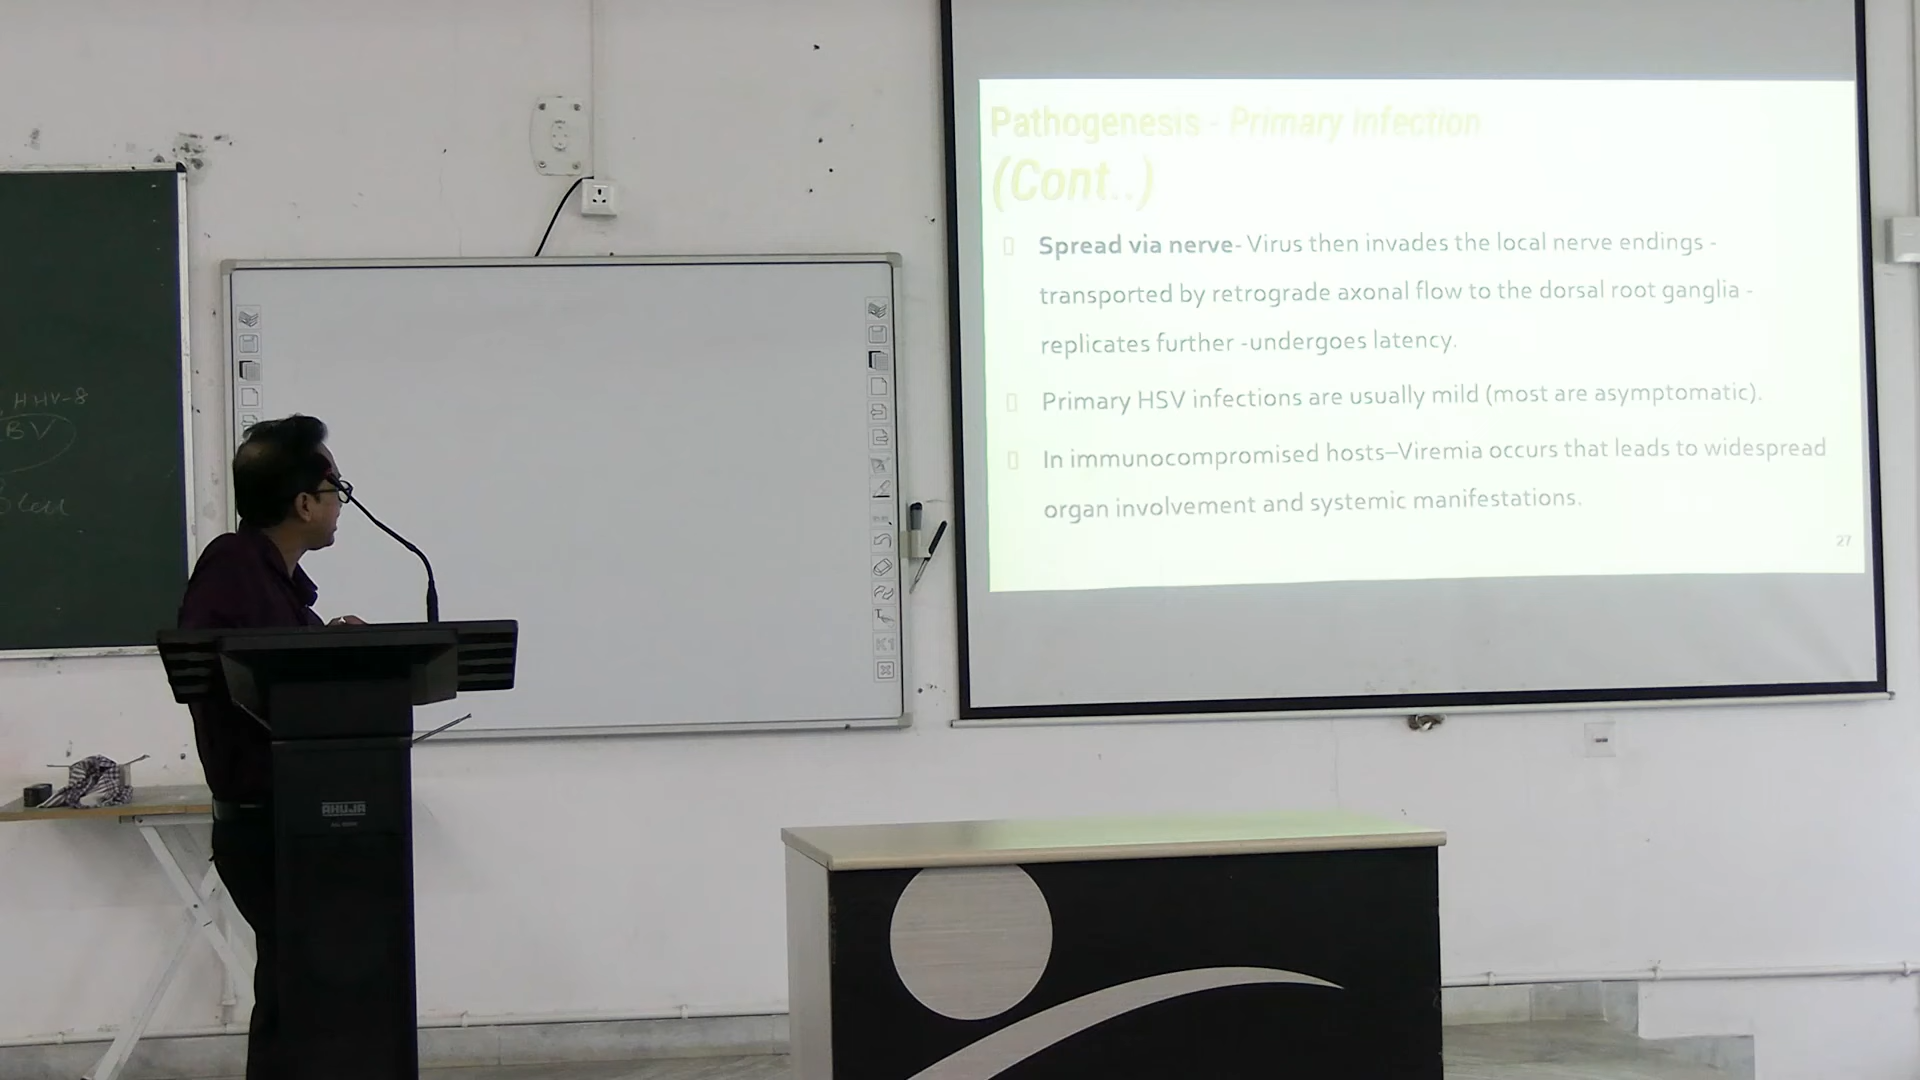 HHV-8
BV
Pathogenesis - Primary Infection
(Cont..)
Spread via nerve- Virus then invades the local nerve endings -
transported by retrograde axonal flow to the dorsal root ganglia -
replicates further -undergoes latency.
Primary HSV infections are usually mild (most are asymptomatic).
In immunocompromised hosts–Viremia occurs that leads to widespread
organ involvement and systemic manifestations.
27
K1
AHUJA